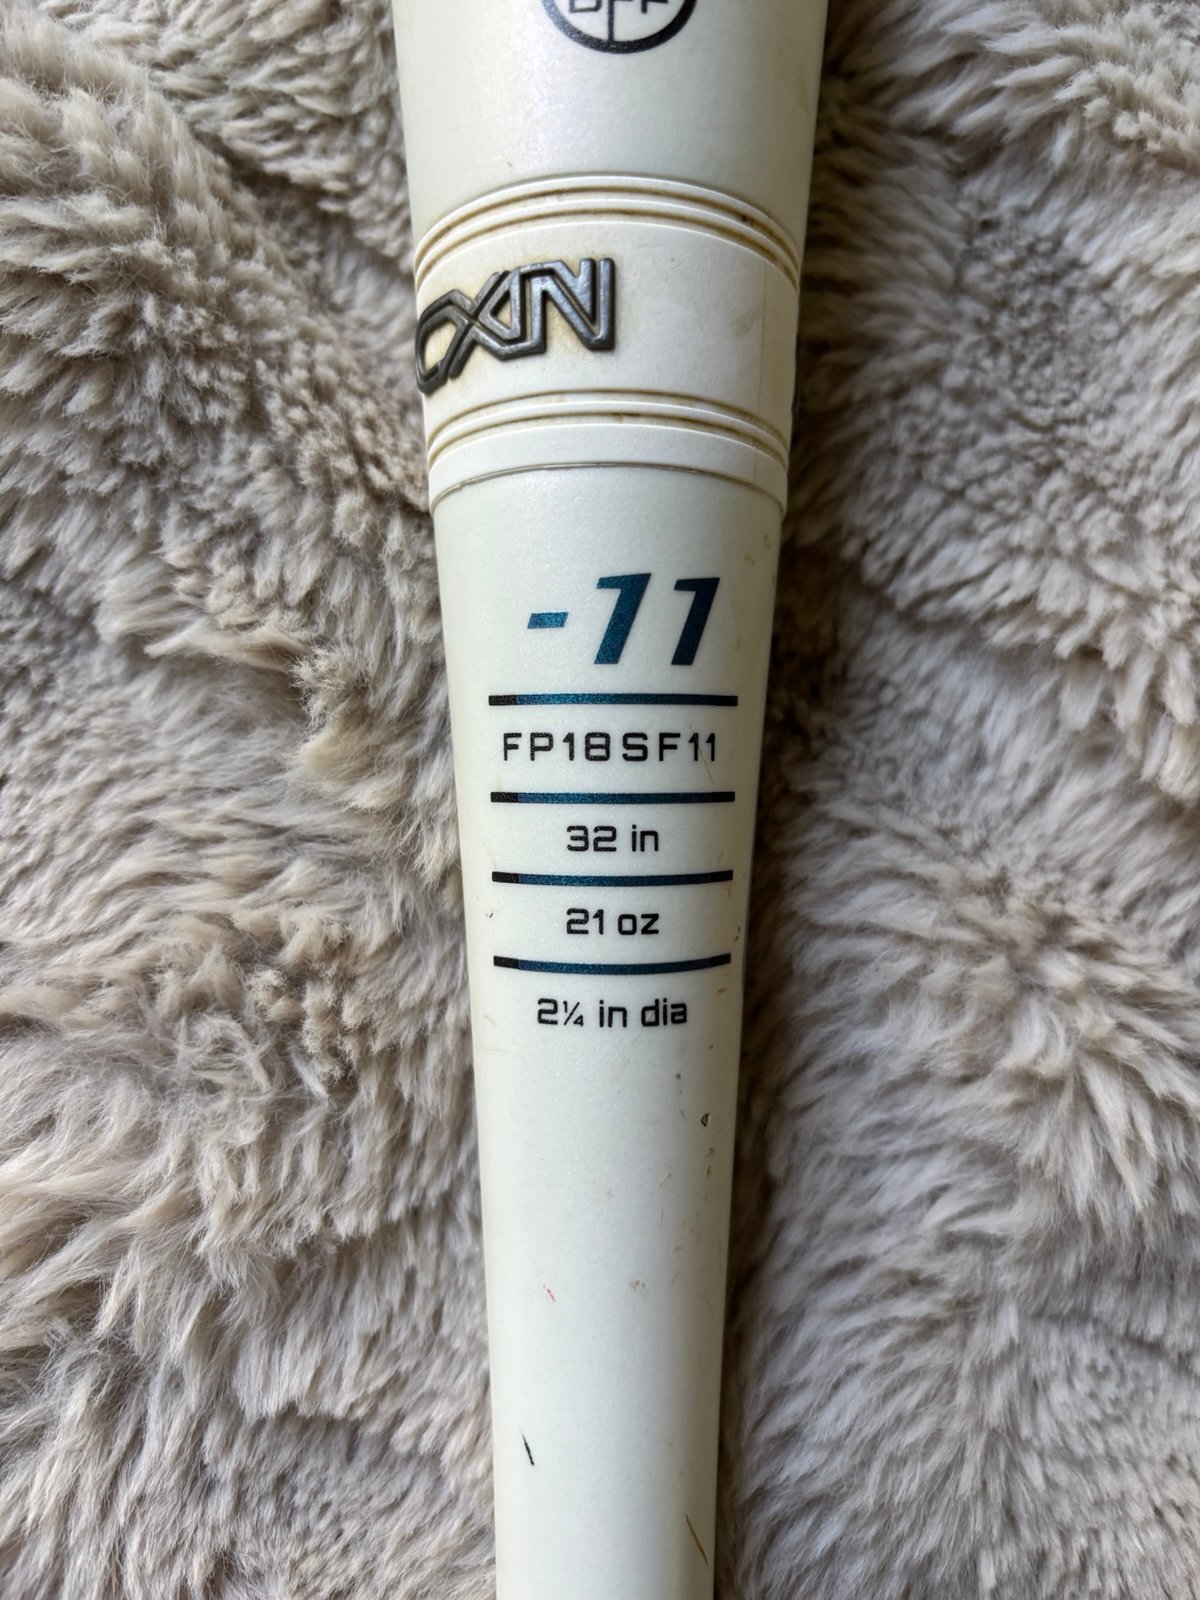 CXN
-11
FP18SF11
32 in
21 oz
2¼ in dia